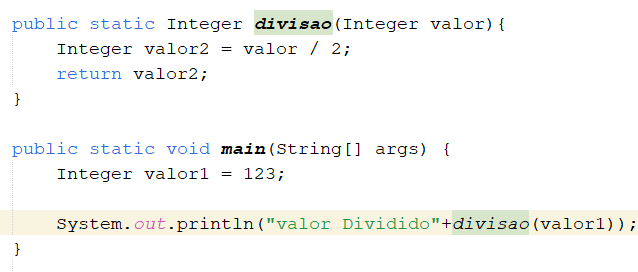 public static Integer divisao(Integer valor){
Integer valor2 = valor / 2;
return valor2;
}
public static void main(String[] args) {
Integer valor1 = 123;
System.out.println("valor Dividido"+divisao(valor1));
}